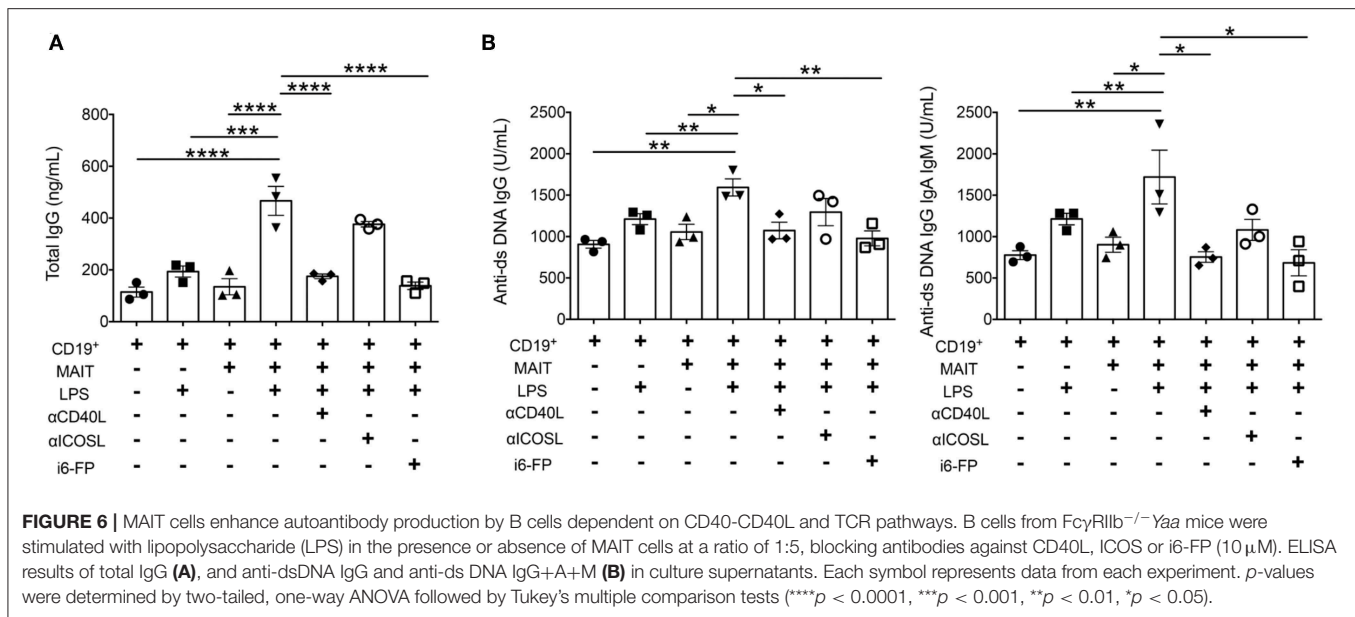 A
****
****
****
***
****
Total IgG (ng/mL)
800
600
400
200
0
CD19⁺ + + + + + + +
MAIT - - + + + + +
LPS - + - + + + +
αCD40L - - - - + - -
αICOSL - - - - - + -
i6-FP - - - - - - +
B
**
*
*
**
**
Anti-ds DNA IgG (U/mL)
2500
2000
1500
1000
500
0
CD19⁺ + + + + + + +
MAIT - - + + + + +
LPS - + - + + + +
αCD40L - - - - + - -
αICOSL - - - - - + -
i6-FP - - - - - - +
*
*
*
**
**
Anti-ds DNA IgG IgA IgM (U/mL)
2500
2000
1500
1000
500
0
CD19⁺ + + + + + + +
MAIT - - + + + + +
LPS - + - + + + +
αCD40L - - - - + - -
αICOSL - - - - - + -
i6-FP - - - - - - +
FIGURE 6 | MAIT cells enhance autoantibody production by B cells dependent on CD40-CD40L and TCR pathways. B cells from FcγRIIb⁻/⁻Yaa mice were
stimulated with lipopolysaccharide (LPS) in the presence or absence of MAIT cells at a ratio of 1:5, blocking antibodies against CD40L, ICOS or i6-FP (10 μM). ELISA
results of total IgG (A), and anti-dsDNA IgG and anti-ds DNA IgG+A+M (B) in culture supernatants. Each symbol represents data from each experiment. p-values
were determined by two-tailed, one-way ANOVA followed by Tukey's multiple comparison tests (****p < 0.0001, ***p < 0.001, **p < 0.01, *p < 0.05).